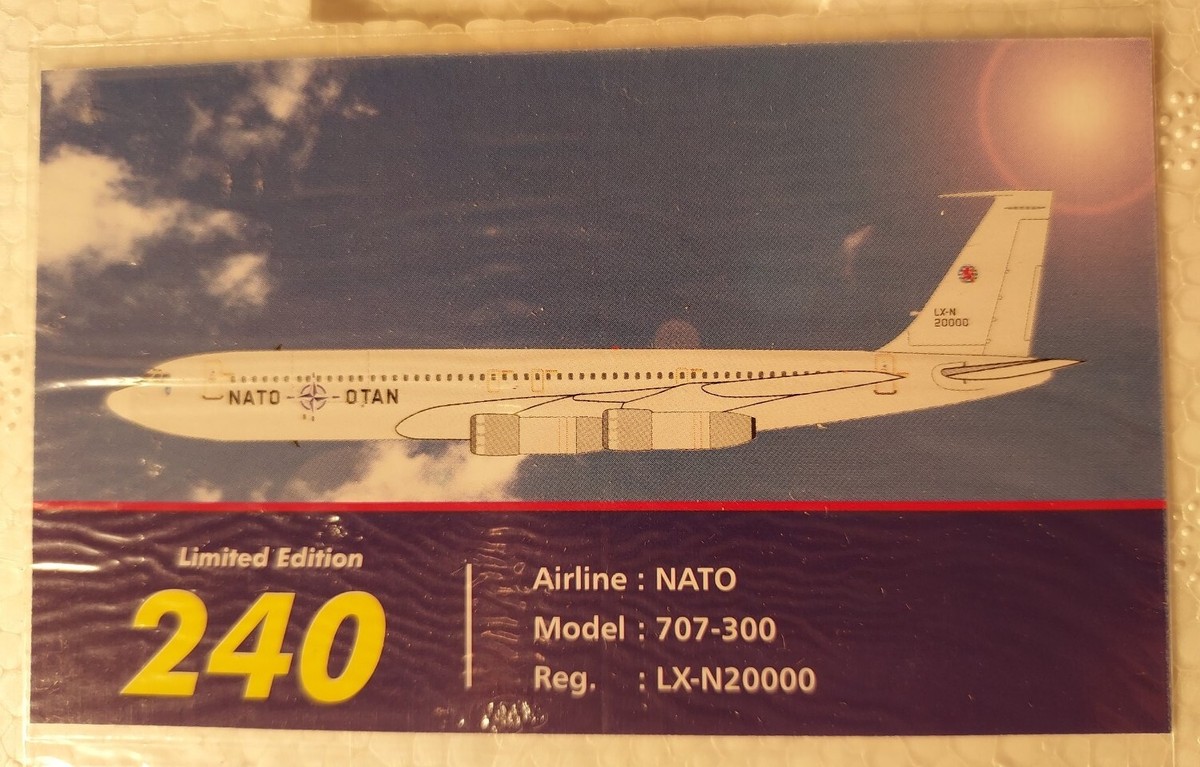 LX-N
20000
NATO - OTAN
Limited Edition
240
Airline : NATO
Model : 707-300
Reg. : LX-N20000